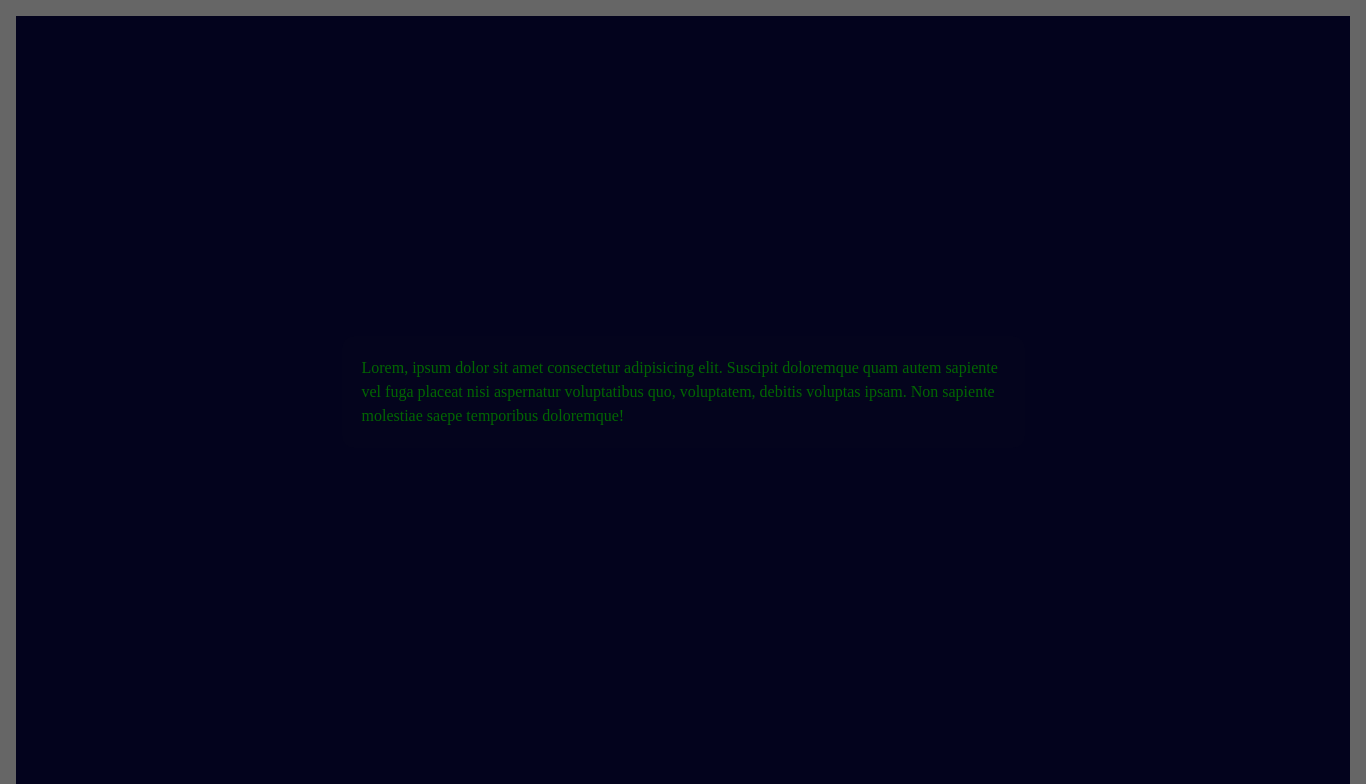 Lorem, ipsum dolor sit amet consectetur adipisicing elit. Suscipit doloremque quam autem sapiente
vel fuga placeat nisi aspernatur voluptatibus quo, voluptatem, debitis voluptas ipsam. Non sapiente
molestiae saepe temporibus doloremque!